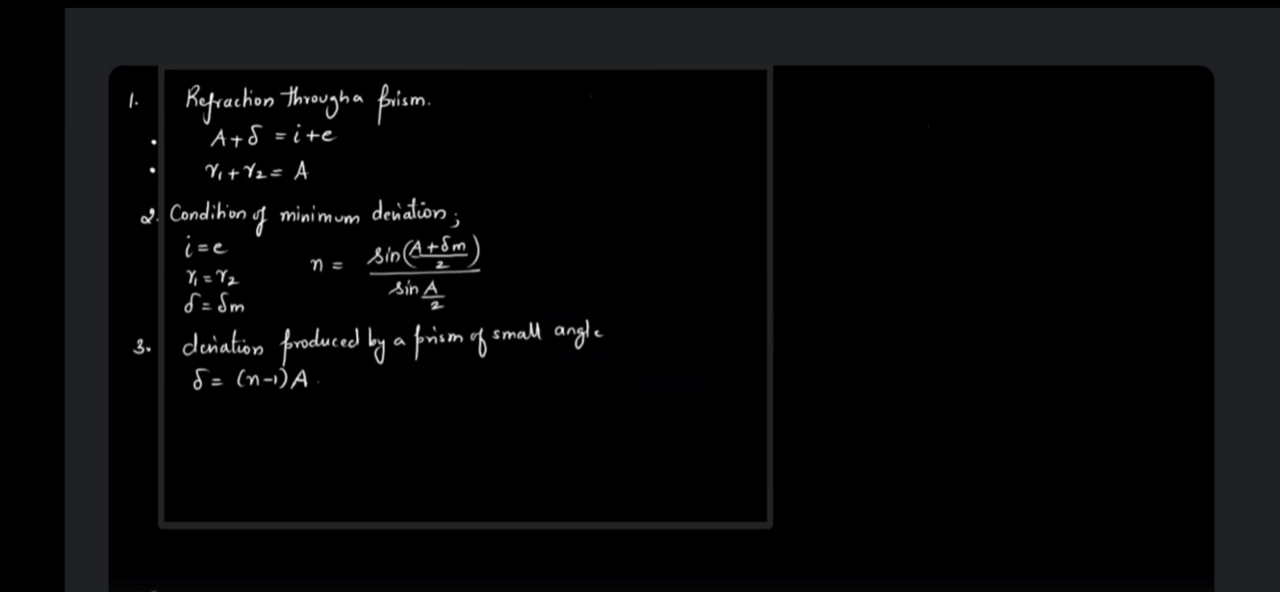 1. Refraction through a prism.
• A+δ = i+e
• r₁+r₂ = A
2. Condition of minimum deviation;
i=e
r₁=r₂
δ=δm
n = sin(A+δm/2) / sin A/2
3. deviation produced by a prism of small angle
δ = (n-1)A.